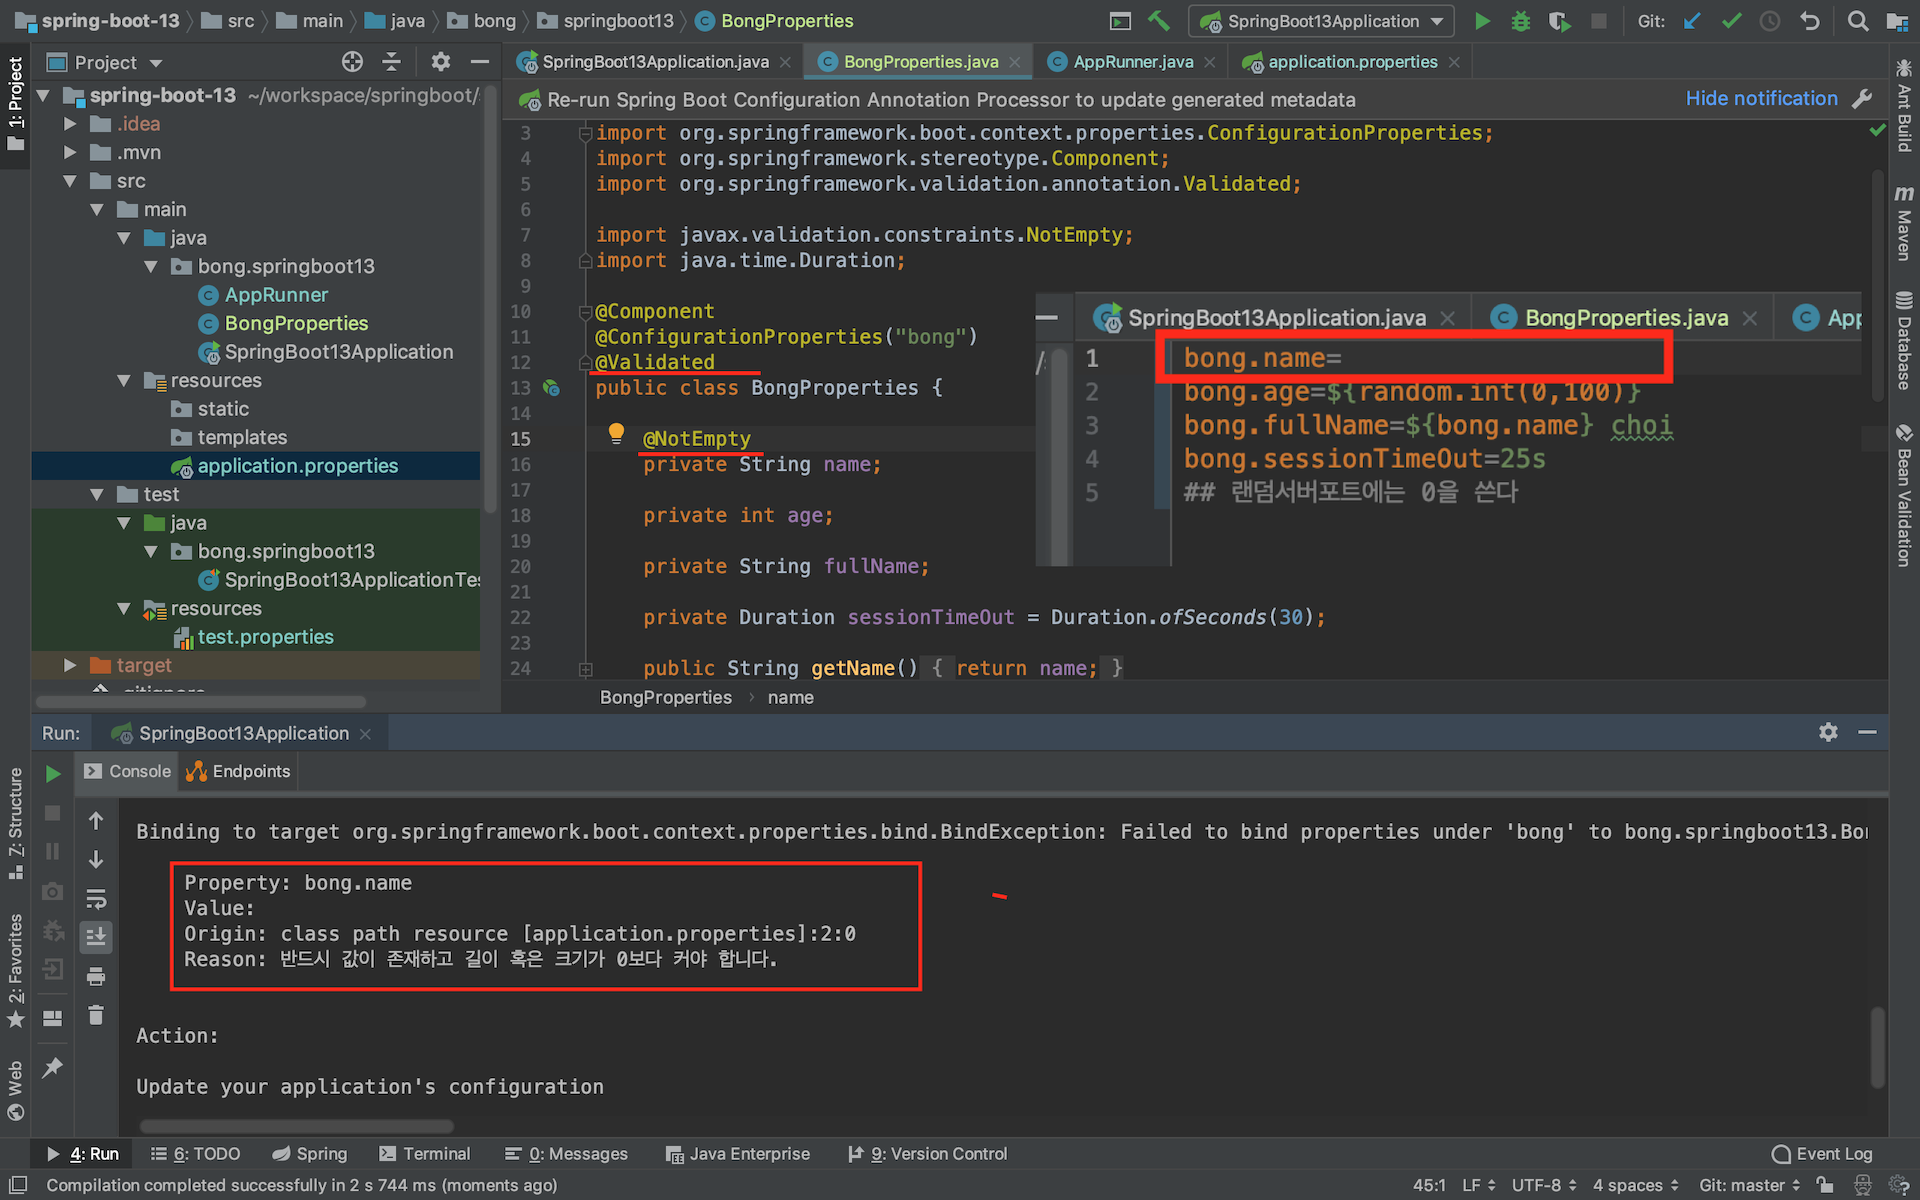 spring-boot-13 src main java bong springboot13 BongProperties SpringBoot13Application Git:
Project
SpringBoot13Application.java BongProperties.java AppRunner.java application.properties
1: Project
spring-boot-13 ~/workspace/springboot/
.idea
.mvn
src
main
java
bong.springboot13
AppRunner
BongProperties
SpringBoot13Application
resources
static
templates
application.properties
test
java
bong.springboot13
SpringBoot13ApplicationTes
resources
test.properties
target
.gitignore
Re-run Spring Boot Configuration Annotation Processor to update generated metadata Hide notification
3 import org.springframework.boot.context.properties.ConfigurationProperties;
4 import org.springframework.stereotype.Component;
5 import org.springframework.validation.annotation.Validated;
6
7 import javax.validation.constraints.NotEmpty;
8 import java.time.Duration;
9
10 @Component
11 @ConfigurationProperties("bong")
12 @Validated
13 public class BongProperties {
14
15 @NotEmpty
16 private String name;
17
18 private int age;
19
20 private String fullName;
21
22 private Duration sessionTimeOut = Duration.ofSeconds(30);
23
24 public String getName() { return name; }
BongProperties › name
SpringBoot13Application.java BongProperties.java App
1 bong.name=
2 bong.age=${random.int(0,100)}
3 bong.fullName=${bong.name} choi
4 bong.sessionTimeOut=25s
5 ## 랜덤서버포트에는 0을 쓴다
Ant Build
Maven
Database
Bean Validation
Run: SpringBoot13Application
Console Endpoints
Z: Structure
2: Favorites
Web
Binding to target org.springframework.boot.context.properties.bind.BindException: Failed to bind properties under 'bong' to bong.springboot13.Bon
Property: bong.name
Value:
Origin: class path resource [application.properties]:2:0
Reason: 반드시 값이 존재하고 길이 혹은 크기가 0보다 커야 합니다.
Action:
Update your application's configuration
4: Run 6: TODO Spring Terminal 0: Messages Java Enterprise 9: Version Control Event Log
Compilation completed successfully in 2 s 744 ms (moments ago) 45:1 LF UTF-8 4 spaces Git: master